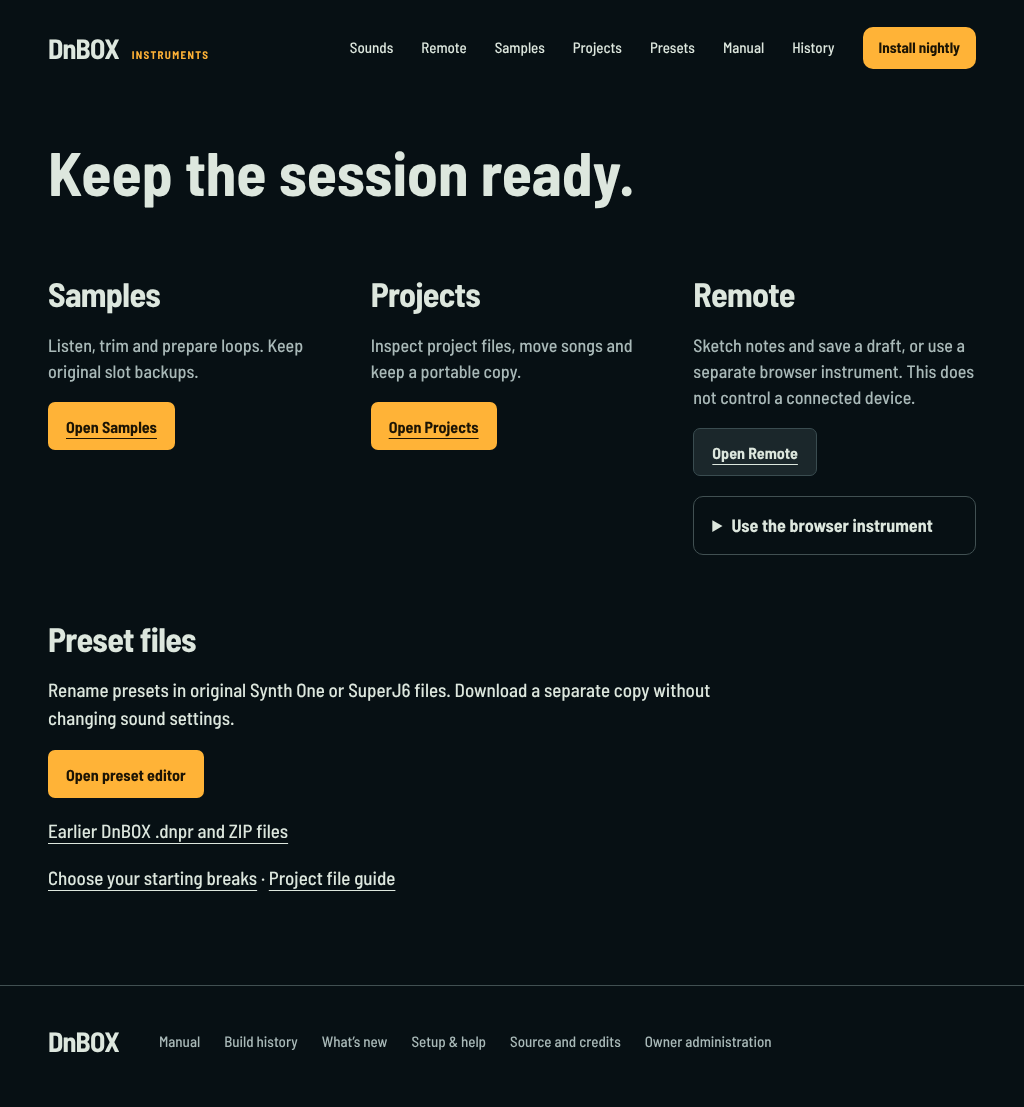 DnBOX INSTRUMENTS
Sounds Remote Samples Projects Presets Manual History Install nightly
Keep the session ready.
Samples
Listen, trim and prepare loops. Keep
original slot backups.
Open Samples
Projects
Inspect project files, move songs and
keep a portable copy.
Open Projects
Remote
Sketch notes and save a draft, or use a
separate browser instrument. This does
not control a connected device.
Open Remote
Use the browser instrument
Preset files
Rename presets in original Synth One or SuperJ6 files. Download a separate copy without
changing sound settings.
Open preset editor
Earlier DnBOX .dnpr and ZIP files
Choose your starting breaks · Project file guide
DnBOX Manual Build history What's new Setup & help Source and credits Owner administration